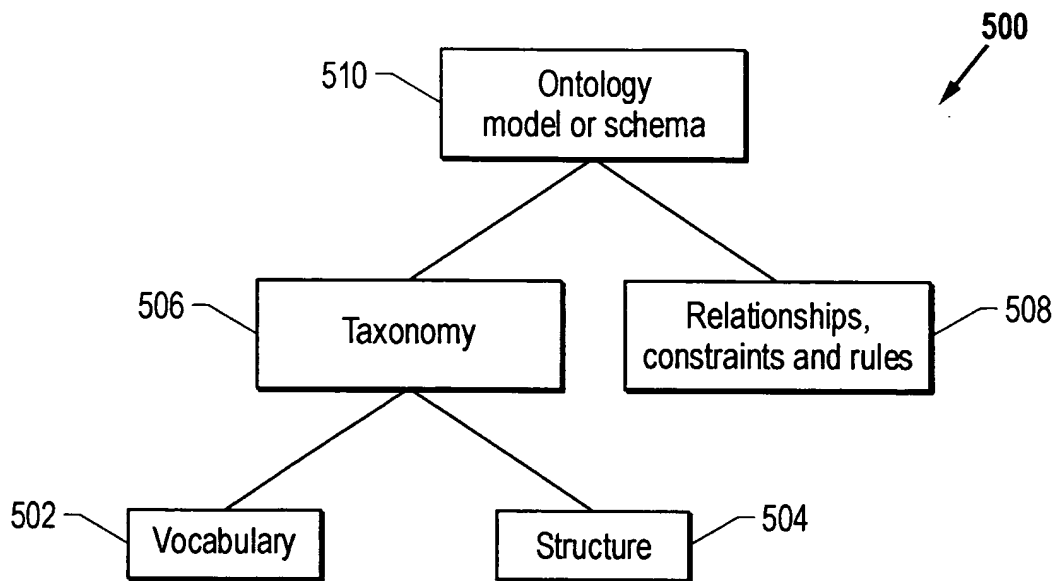 500
510
Ontology
model or schema
506
Taxonomy
Relationships,
constraints and rules
508
502
Vocabulary
Structure
504